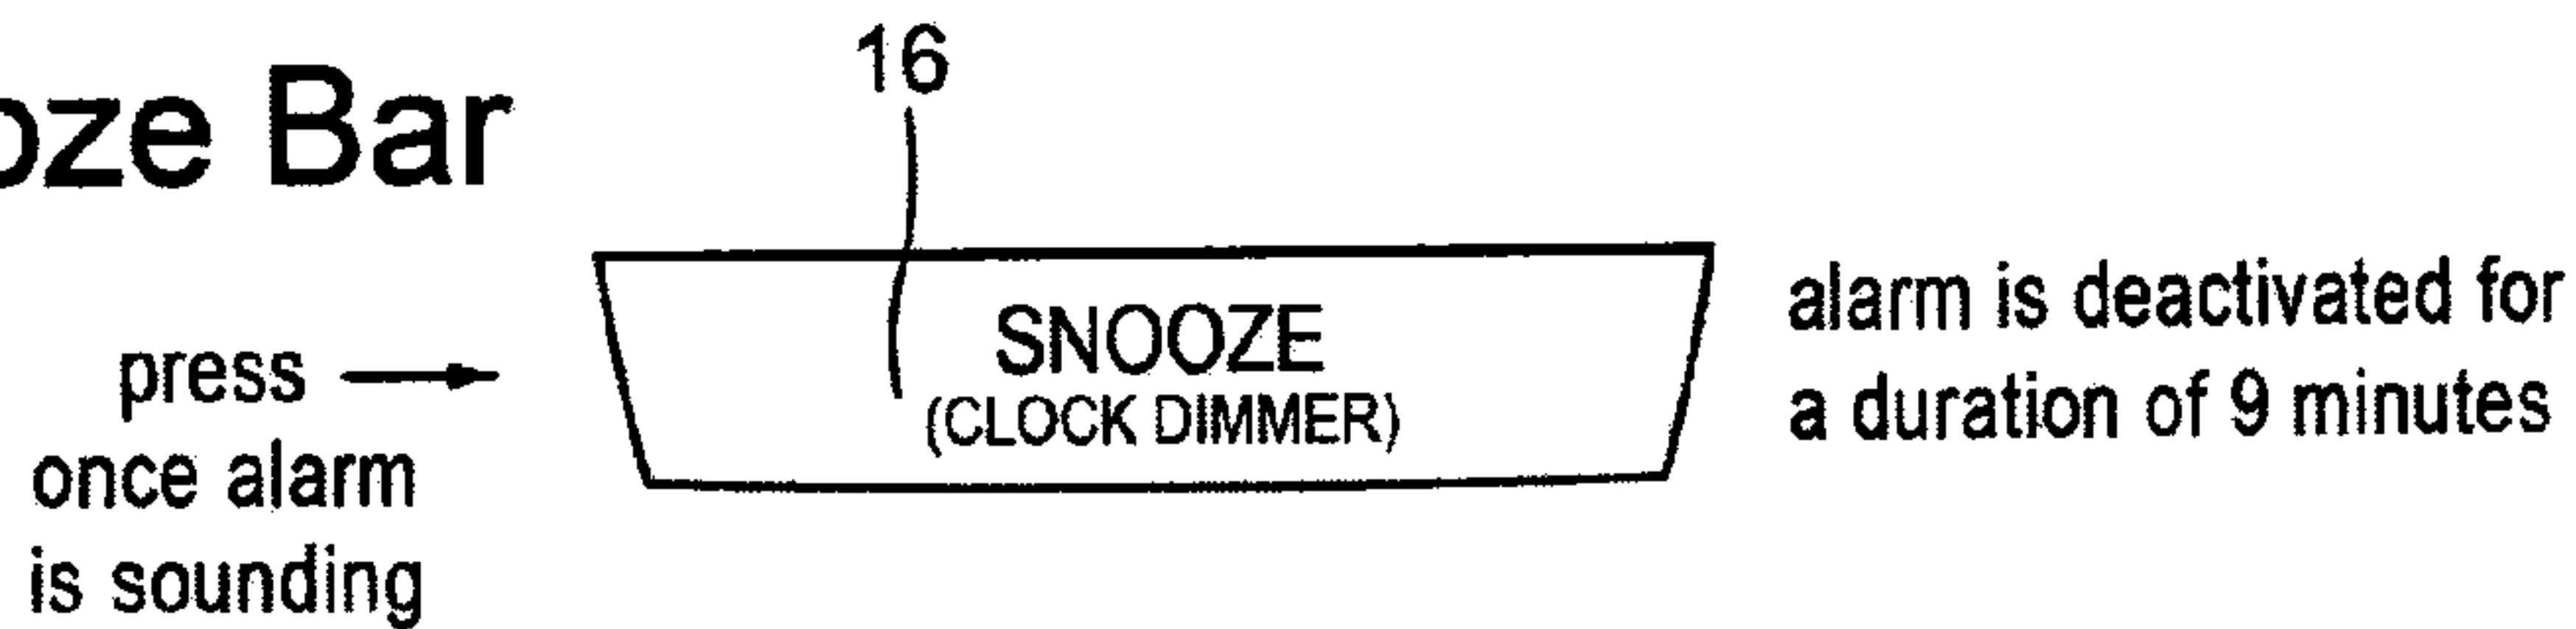 oze Bar
16
press
once alarm
is sounding
SNOOZE
(CLOCK DIMMER)
alarm is deactivated for
a duration of 9 minutes